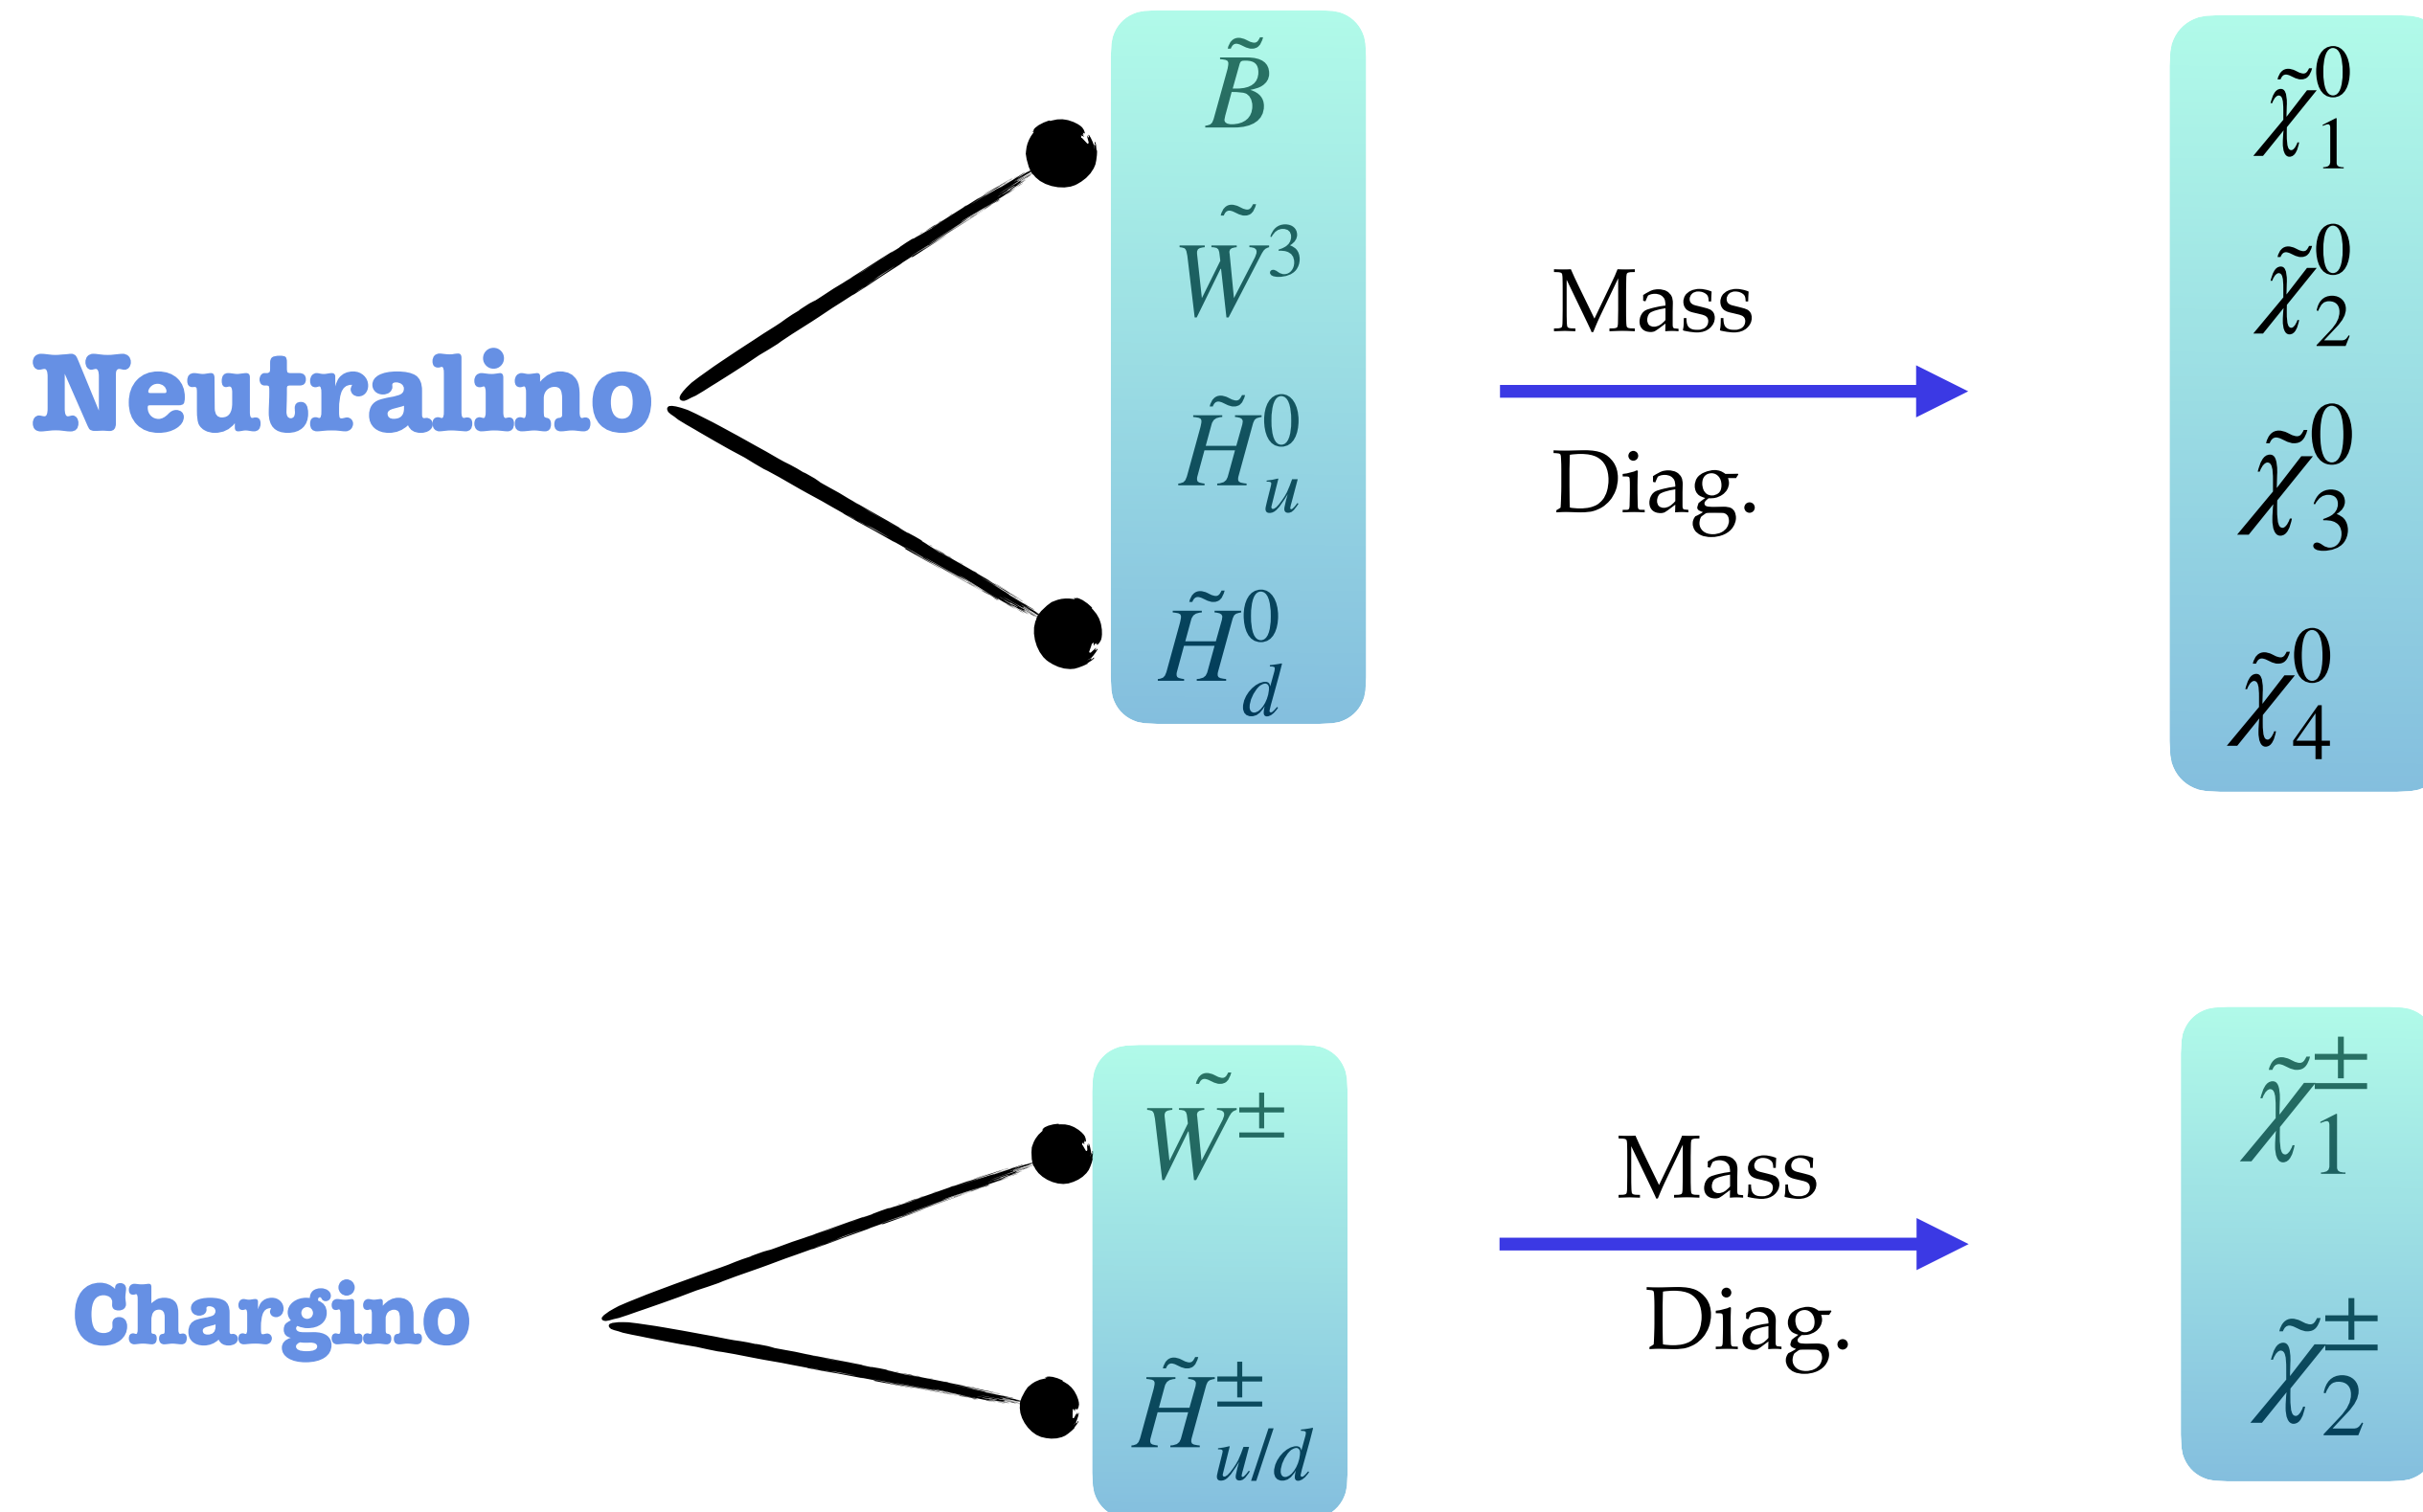 Neutralino
B̃
W̃³
H̃⁰ᵤ
H̃⁰_d
Mass
Diag.
χ̃⁰₁
χ̃⁰₂
χ̃⁰₃
χ̃⁰₄
Chargino
W̃±
H̃±_u/d
Mass
Diag.
χ̃±₁
χ̃±₂